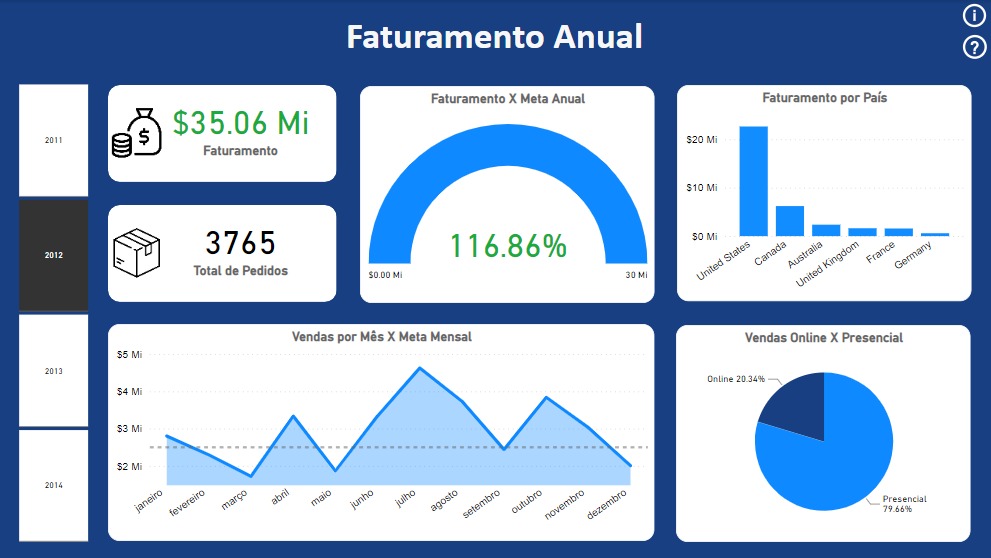 Faturamento Anual
i
?
2011
2012
2013
2014
$
$35.06 Mi
Faturamento
3765
Total de Pedidos
Faturamento X Meta Anual
116.86%
$0.00 Mi
30 Mi
Faturamento por País
$20 Mi
$10 Mi
$0 Mi
United States
Canada
Australia
United Kingdom
France
Germany
Vendas por Mês X Meta Mensal
$5 Mi
$4 Mi
$3 Mi
$2 Mi
janeiro
fevereiro
março
abril
maio
junho
julho
agosto
setembro
outubro
novembro
dezembro
Vendas Online X Presencial
Online 20.34%
Presencial
79.66%